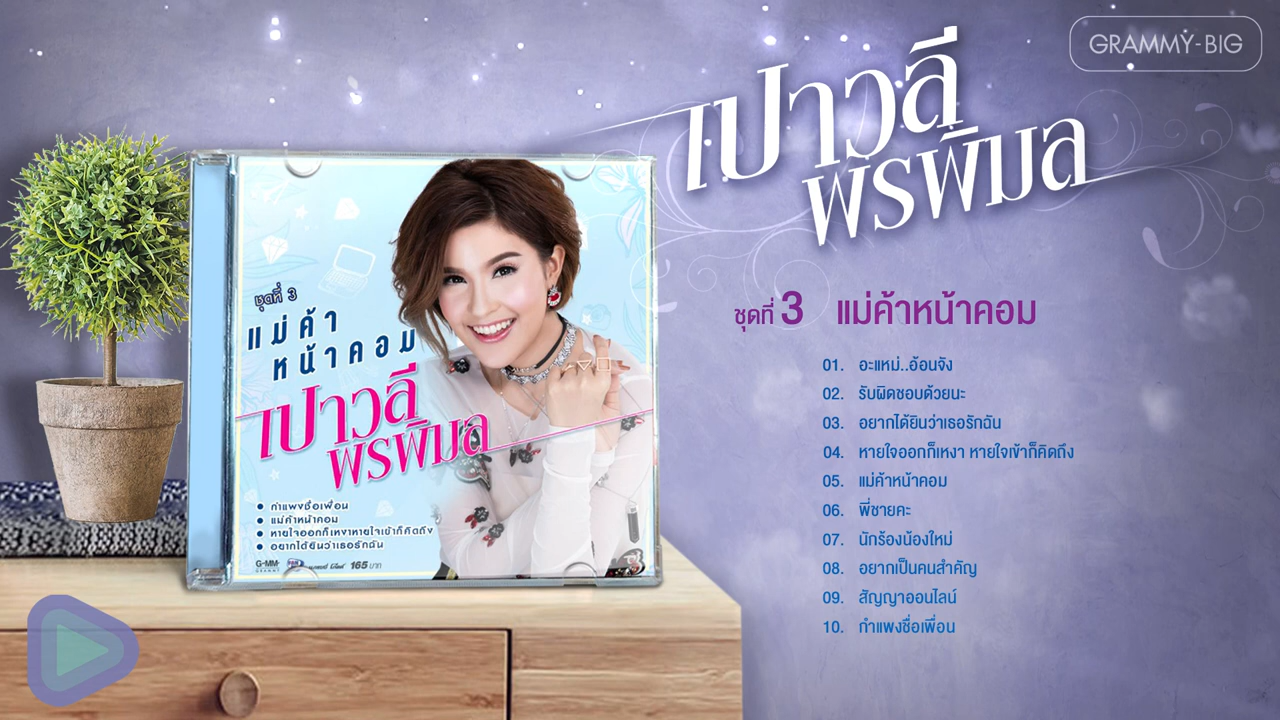 GRAMMY-BIG
เปาวลี
พรพิมล
ชุดที่ 3 แม่ค้าหน้าคอม
01. อะแหม่..อ้อนจัง
02. รับผิดชอบด้วยนะ
03. อยากได้ยินว่าเธอรักฉัน
04. หายใจออกก็เหงา หายใจเข้าก็คิดถึง
05. แม่ค้าหน้าคอม
06. พี่ชายคะ
07. นักร้องน้องใหม่
08. อยากเป็นคนสำคัญ
09. สัญญาออนไลน์
10. กำแพงชื่อเพื่อน
ชุดที่ 3
แม่ค้า
หน้าคอม
เปาวลี
พรพิมล
• กำแพงชื่อเพื่อน
• แม่ค้าหน้าคอม
• หายใจออกก็เหงาหายใจเข้าก็คิดถึง
• อยากได้ยินว่าเธอรักฉัน
G-MM-
GRAMMY
165 บาท